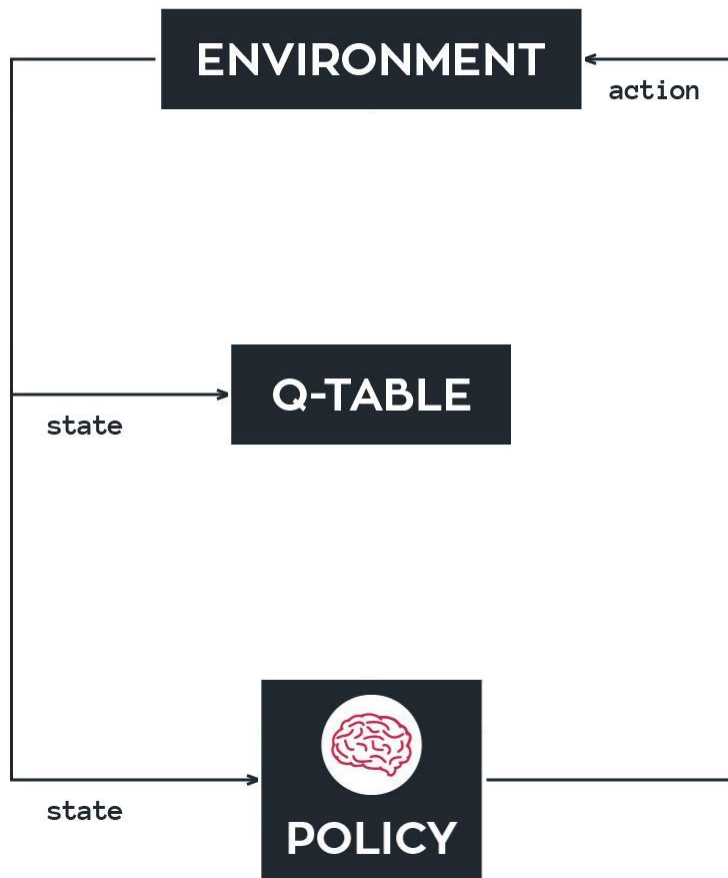 ENVIRONMENT
action
Q-TABLE
state
POLICY
state